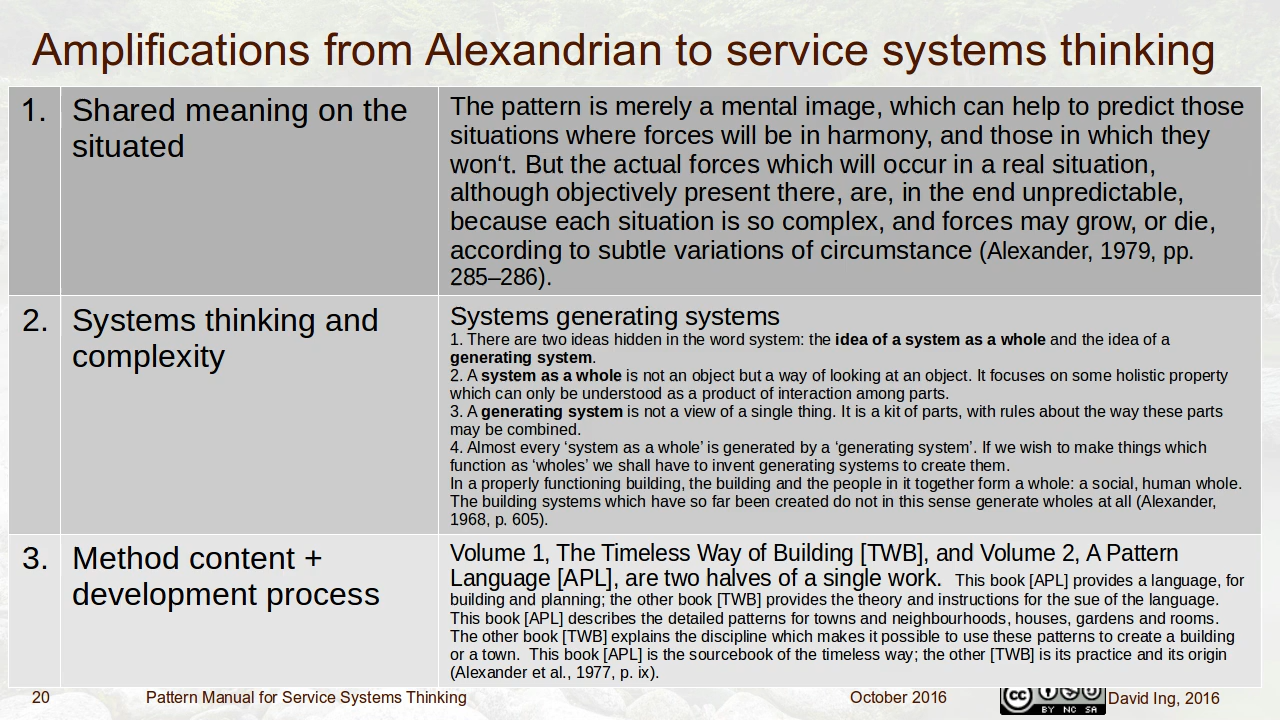 Amplifications from Alexandrian to service systems thinking
1.
Shared meaning on the
situated
The pattern is merely a mental image, which can help to predict those
situations where forces will be in harmony, and those in which they
won‘t. But the actual forces which will occur in a real situation,
although objectively present there, are, in the end unpredictable,
because each situation is so complex, and forces may grow, or die,
according to subtle variations of circumstance (Alexander, 1979, pp.
285–286).
2.
Systems thinking and
complexity
Systems generating systems
1. There are two ideas hidden in the word system: the idea of a system as a whole and the idea of a
generating system.
2. A system as a whole is not an object but a way of looking at an object. It focuses on some holistic property
which can only be understood as a product of interaction among parts.
3. A generating system is not a view of a single thing. It is a kit of parts, with rules about the way these parts
may be combined.
4. Almost every ‘system as a whole’ is generated by a ‘generating system’. If we wish to make things which
function as ‘wholes’ we shall have to invent generating systems to create them.
In a properly functioning building, the building and the people in it together form a whole: a social, human whole.
The building systems which have so far been created do not in this sense generate wholes at all (Alexander,
1968, p. 605).
3.
Method content +
development process
Volume 1, The Timeless Way of Building [TWB], and Volume 2, A Pattern
Language [APL], are two halves of a single work. This book [APL] provides a language, for
building and planning; the other book [TWB] provides the theory and instructions for the sue of the language.
This book [APL] describes the detailed patterns for towns and neighbourhoods, houses, gardens and rooms.
The other book [TWB] explains the discipline which makes it possible to use these patterns to create a building
or a town. This book [APL] is the sourcebook of the timeless way; the other [TWB] is its practice and its origin
(Alexander et al., 1977, p. ix).
20
Pattern Manual for Service Systems Thinking
October 2016
cc
BY NC SA
David Ing, 2016